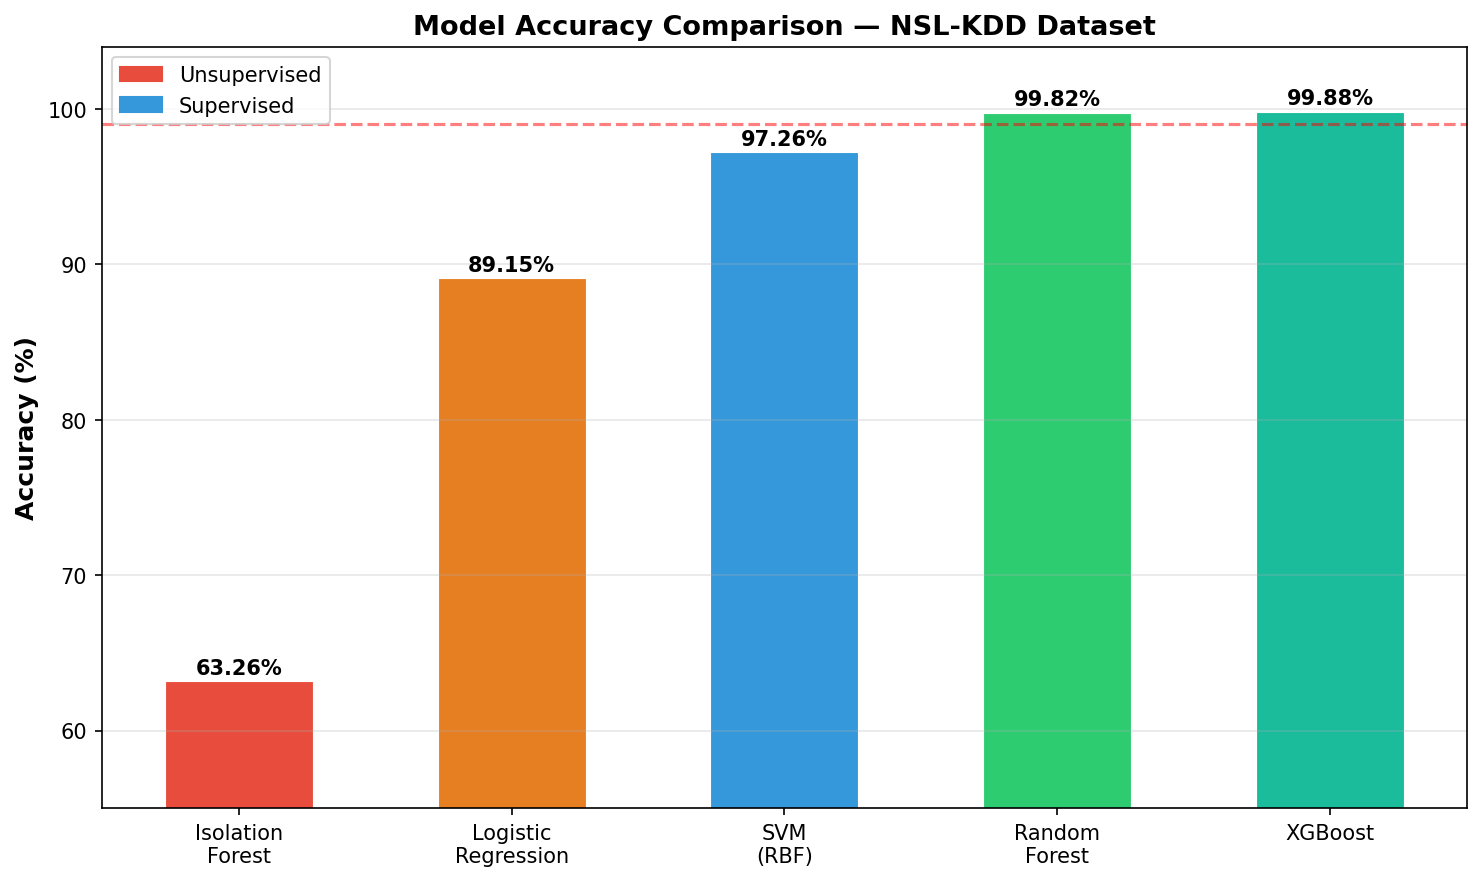 Model Accuracy Comparison — NSL-KDD Dataset
Unsupervised
Supervised
Accuracy (%)
100
90
80
70
60
63.26%
89.15%
97.26%
99.82%
99.88%
Isolation
Forest
Logistic
Regression
SVM
(RBF)
Random
Forest
XGBoost